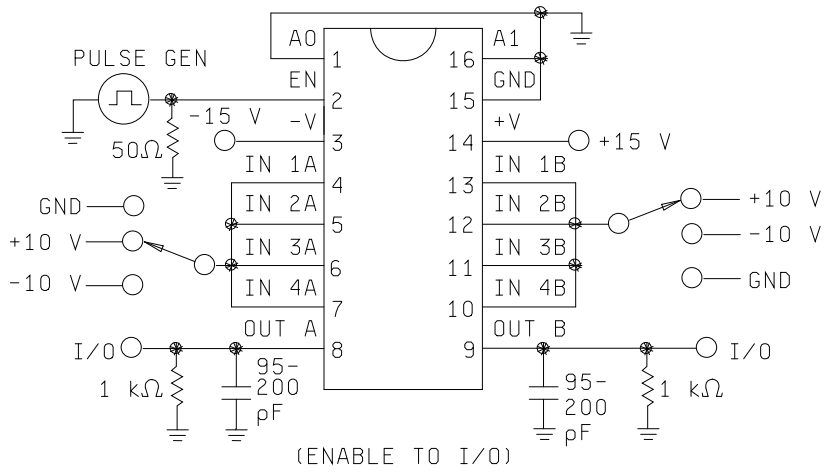 A0
A1
1
16
PULSE GEN
EN
GND
2
15
-15 V
-V
+V
3
14
+15 V
50Ω
IN 1A
IN 1B
4
13
GND
IN 2A
IN 2B
+10 V
5
12
+10 V
IN 3A
IN 3B
-10 V
6
11
-10 V
IN 4A
IN 4B
GND
7
10
OUT A
OUT B
I/O
8
9
I/O
1 kΩ
95-
200
pF
95-
200
pF
1 kΩ
(ENABLE TO I/O)